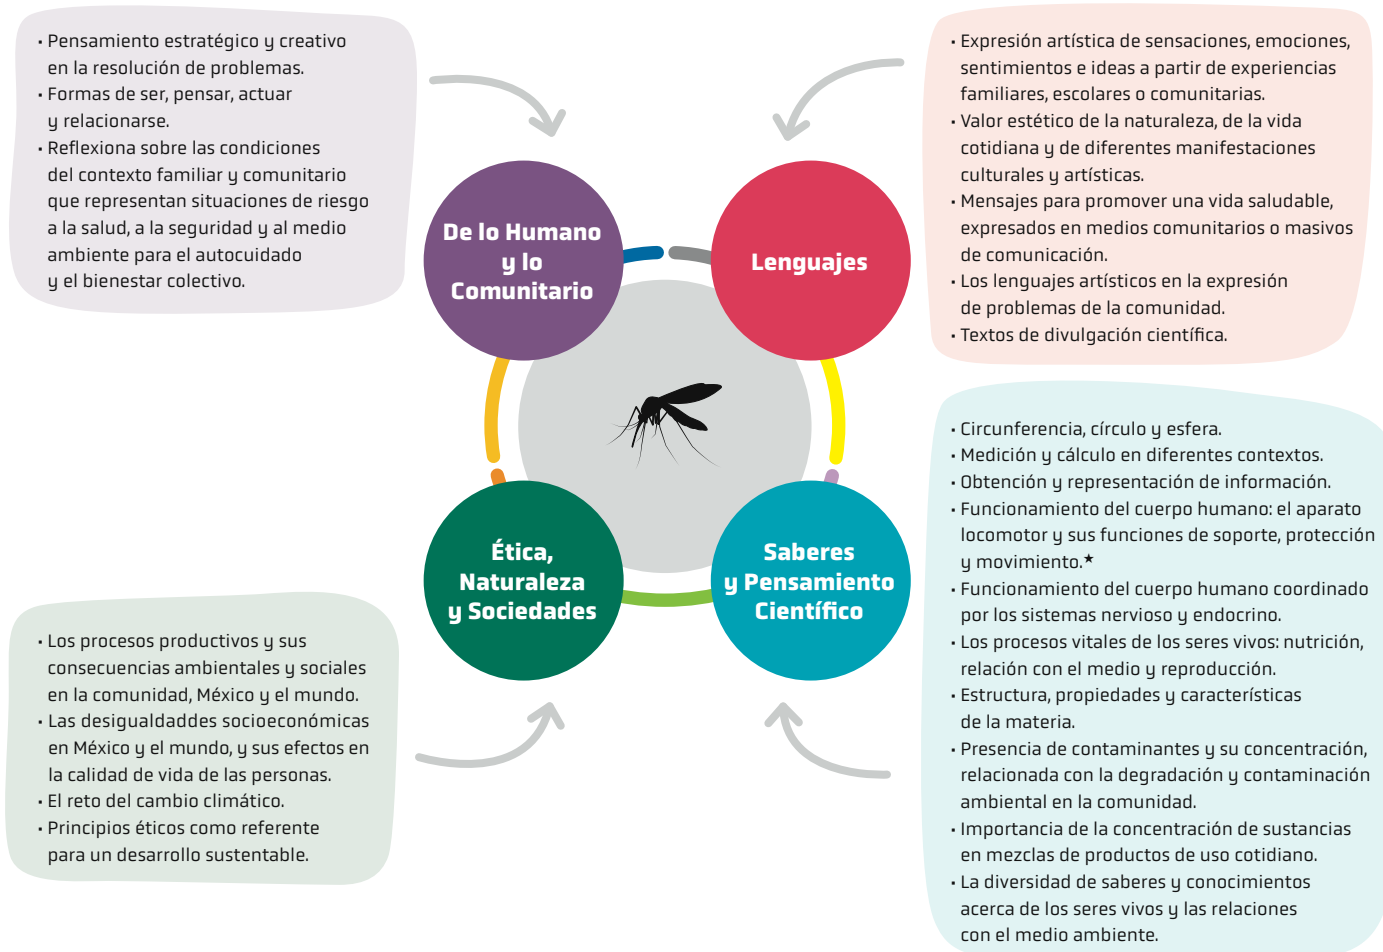 · Pensamiento estratégico y creativo
en la resolución de problemas.
· Formas de ser, pensar, actuar
y relacionarse.
· Reflexiona sobre las condiciones
del contexto familiar y comunitario
que representan situaciones de riesgo
a la salud, a la seguridad y al medio
ambiente para el autocuidado
y el bienestar colectivo.
· Expresión artística de sensaciones, emociones,
sentimientos e ideas a partir de experiencias
familiares, escolares o comunitarias.
· Valor estético de la naturaleza, de la vida
cotidiana y de diferentes manifestaciones
culturales y artísticas.
· Mensajes para promover una vida saludable,
expresados en medios comunitarios o masivos
de comunicación.
· Los lenguajes artísticos en la expresión
de problemas de la comunidad.
· Textos de divulgación científica.
De lo Humano
y lo
Comunitario
Lenguajes
Ética,
Naturaleza
y Sociedades
Saberes
y Pensamiento
Científico
· Los procesos productivos y sus
consecuencias ambientales y sociales
en la comunidad, México y el mundo.
· Las desigualdaddes socioeconómicas
en México y el mundo, y sus efectos en
la calidad de vida de las personas.
· El reto del cambio climático.
· Principios éticos como referente
para un desarrollo sustentable.
· Circunferencia, círculo y esfera.
· Medición y cálculo en diferentes contextos.
· Obtención y representación de información.
· Funcionamiento del cuerpo humano: el aparato
locomotor y sus funciones de soporte, protección
y movimiento.★
· Funcionamiento del cuerpo humano coordinado
por los sistemas nervioso y endocrino.
· Los procesos vitales de los seres vivos: nutrición,
relación con el medio y reproducción.
· Estructura, propiedades y características
de la materia.
· Presencia de contaminantes y su concentración,
relacionada con la degradación y contaminación
ambiental en la comunidad.
· Importancia de la concentración de sustancias
en mezclas de productos de uso cotidiano.
· La diversidad de saberes y conocimientos
acerca de los seres vivos y las relaciones
con el medio ambiente.